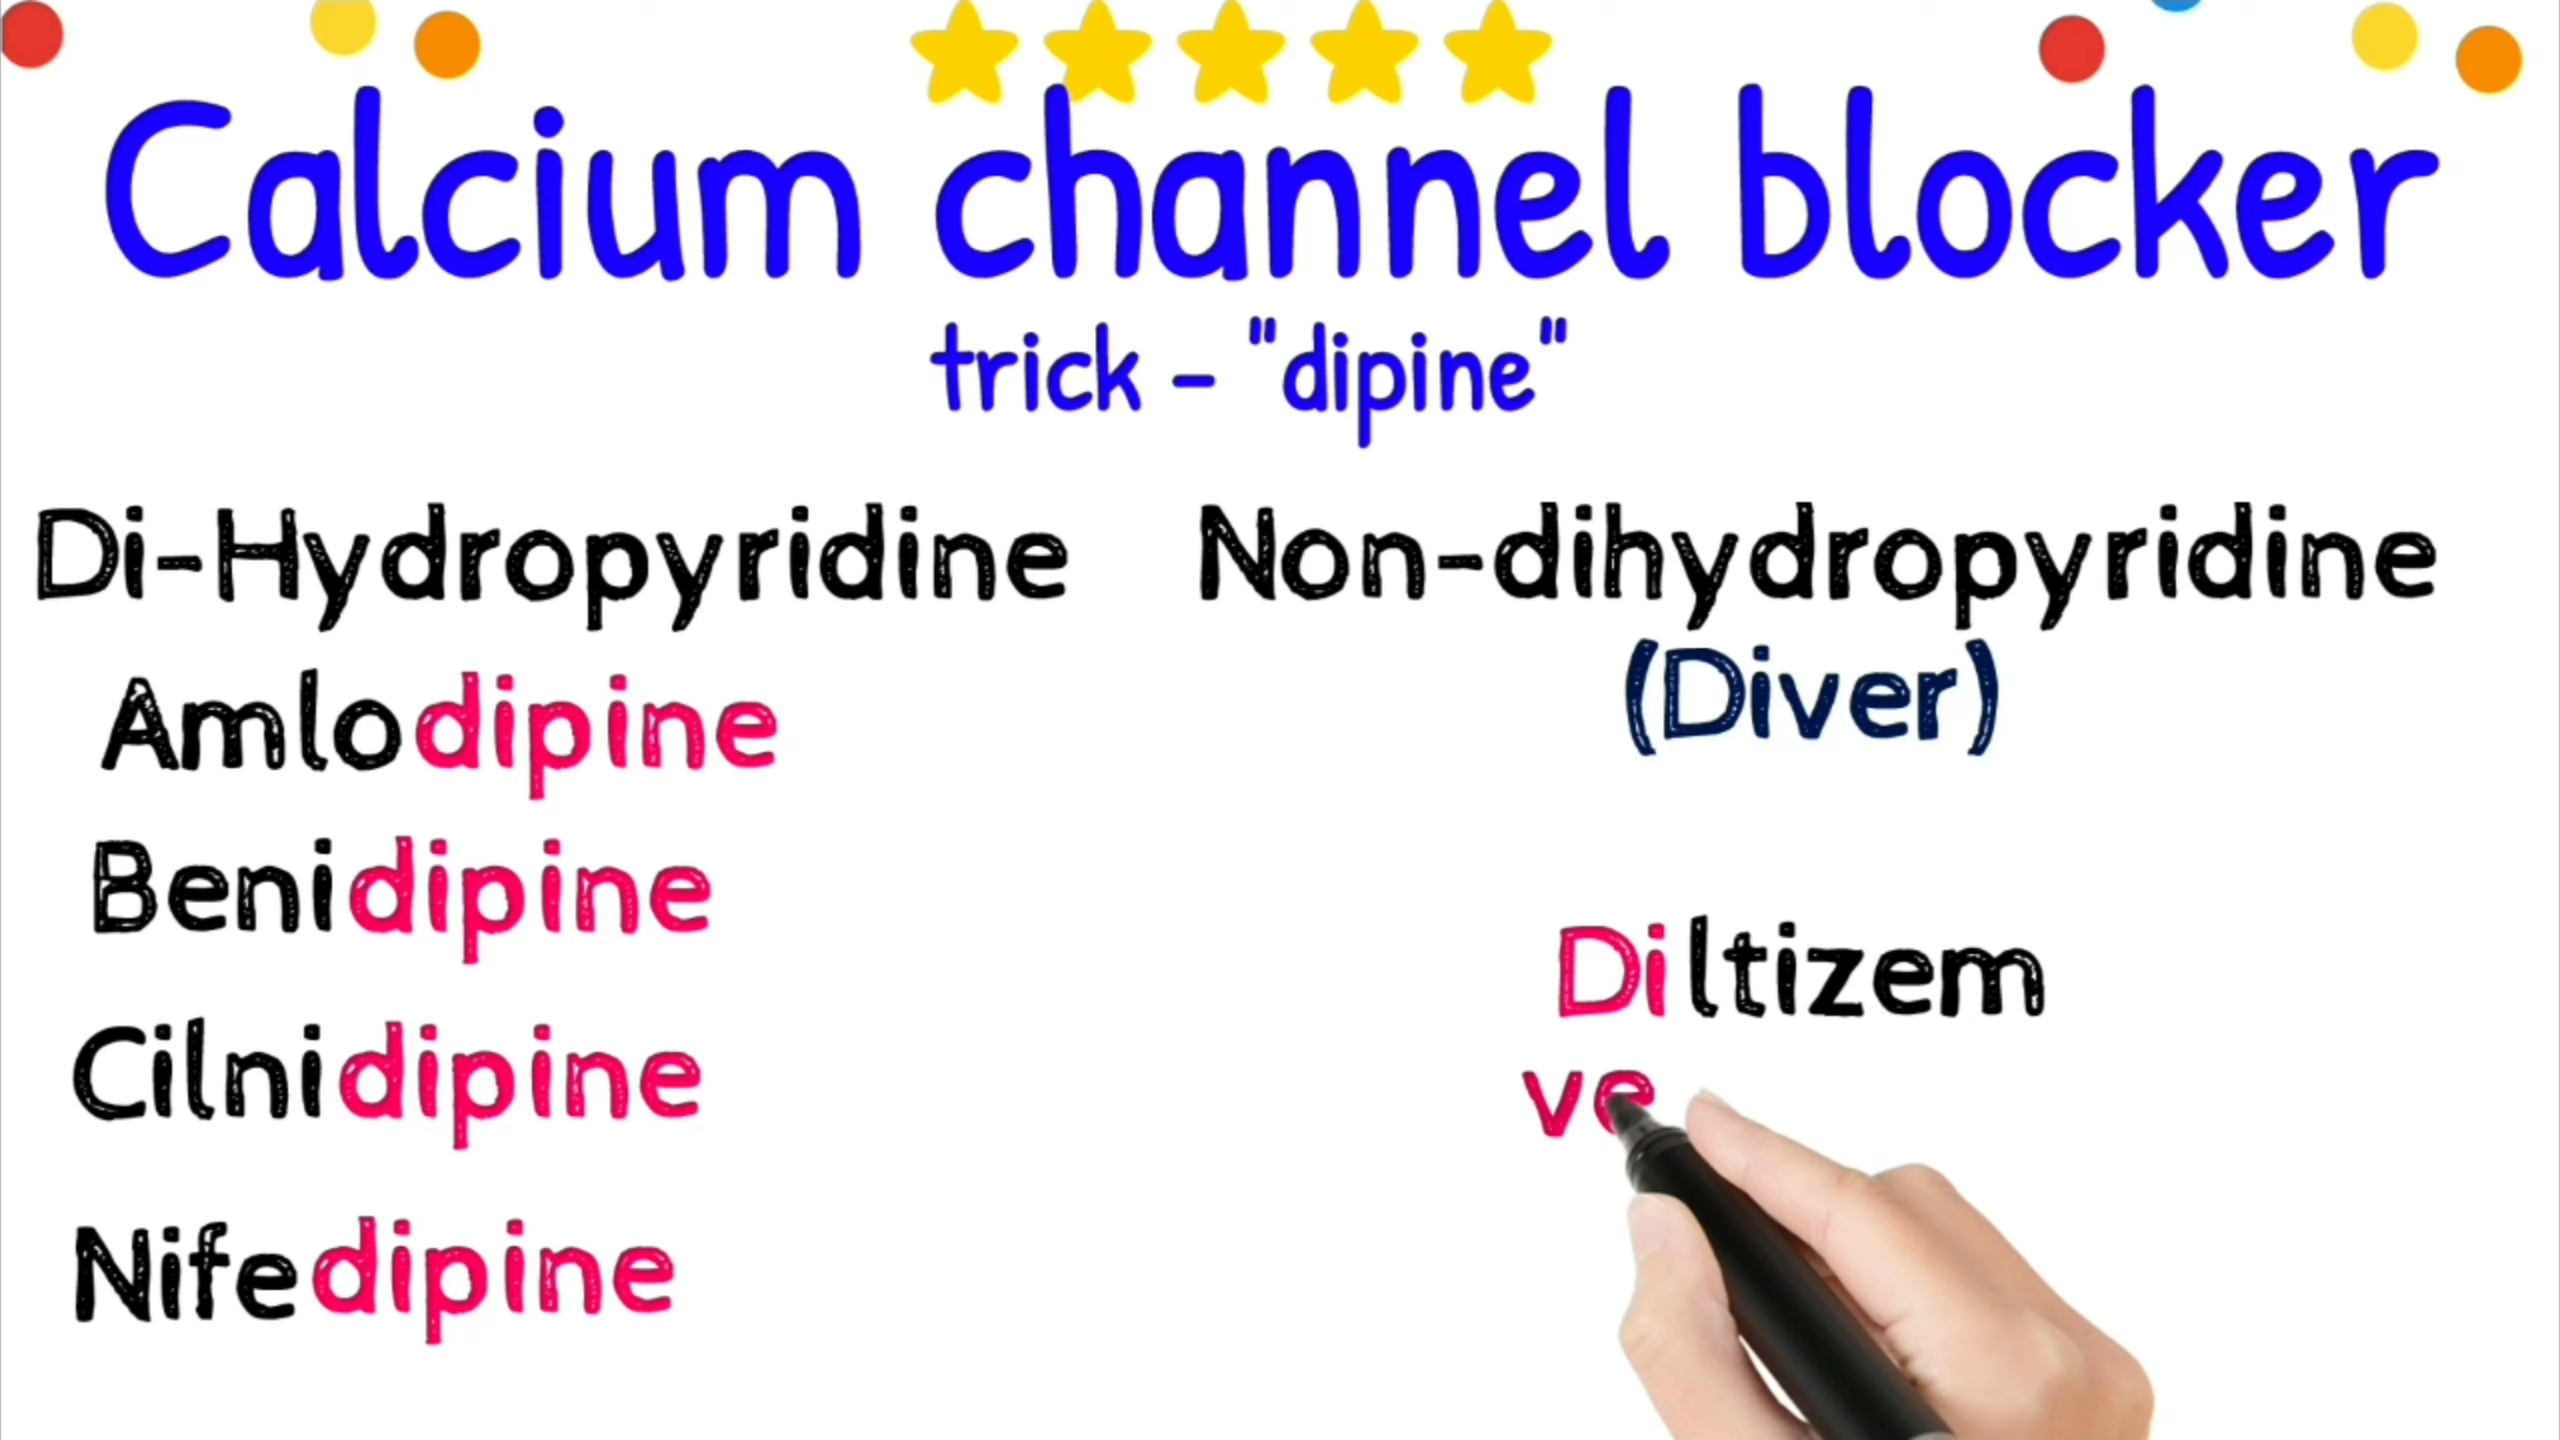 Calcium channel blocker
trick - "dipine"
Di-Hydropyridine
Amlodipine
Benidipine
Cilnidipine
Nifedipine
Non-dihydropyridine
(Diver)
Diltizem
ve